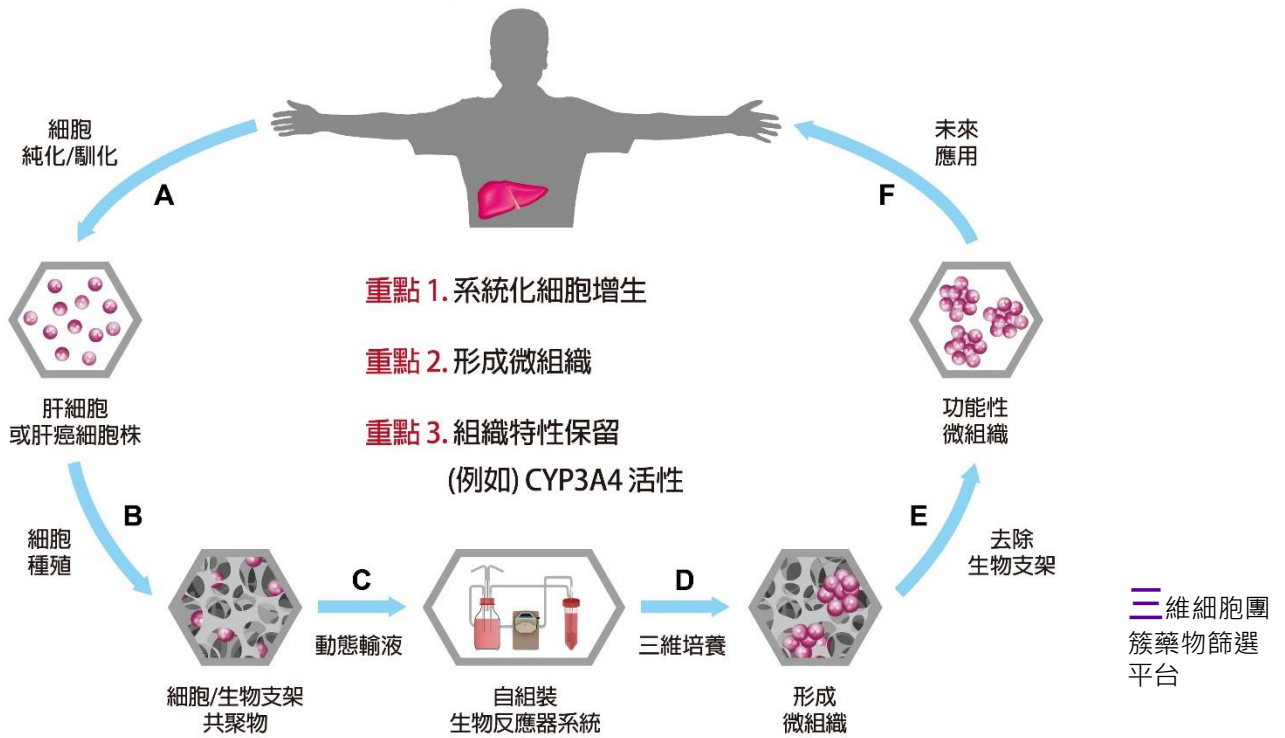 細胞
純化/馴化
A
未來
應用
F
重點 1. 系統化細胞增生
重點 2. 形成微組織
重點 3. 組織特性保留
(例如) CYP3A4 活性
肝細胞
或肝癌細胞株
功能性
微組織
B
細胞
種殖
C
動態輸液
D
三維培養
E
去除
生物支架
細胞/生物支架
共聚物
自組裝
生物反應器系統
形成
微組織
三維細胞團
簇藥物篩選
平台